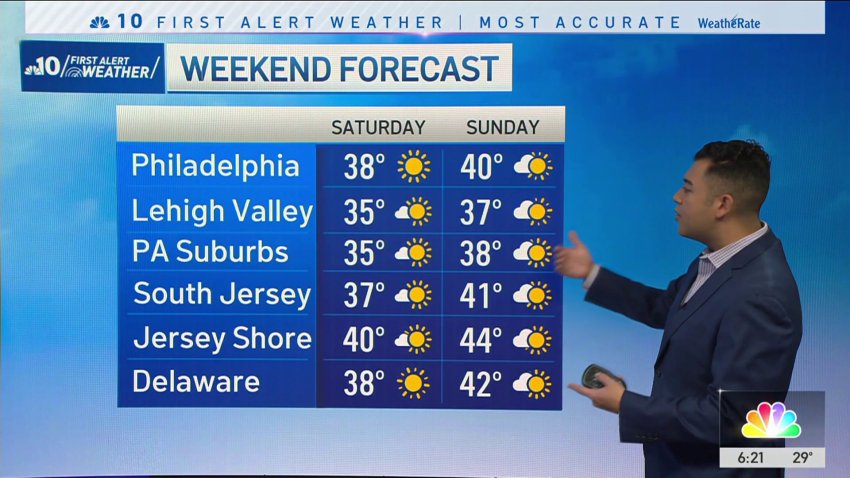 10 FIRST ALERT WEATHER | MOST ACCURATE WeatheRate
10 / FIRST ALERT WEATHER /
WEEKEND FORECAST
SATURDAY SUNDAY
Philadelphia 38° 40°
Lehigh Valley 35° 37°
PA Suburbs 35° 38°
South Jersey 37° 41°
Jersey Shore 40° 44°
Delaware 38° 42°
6:21 29°